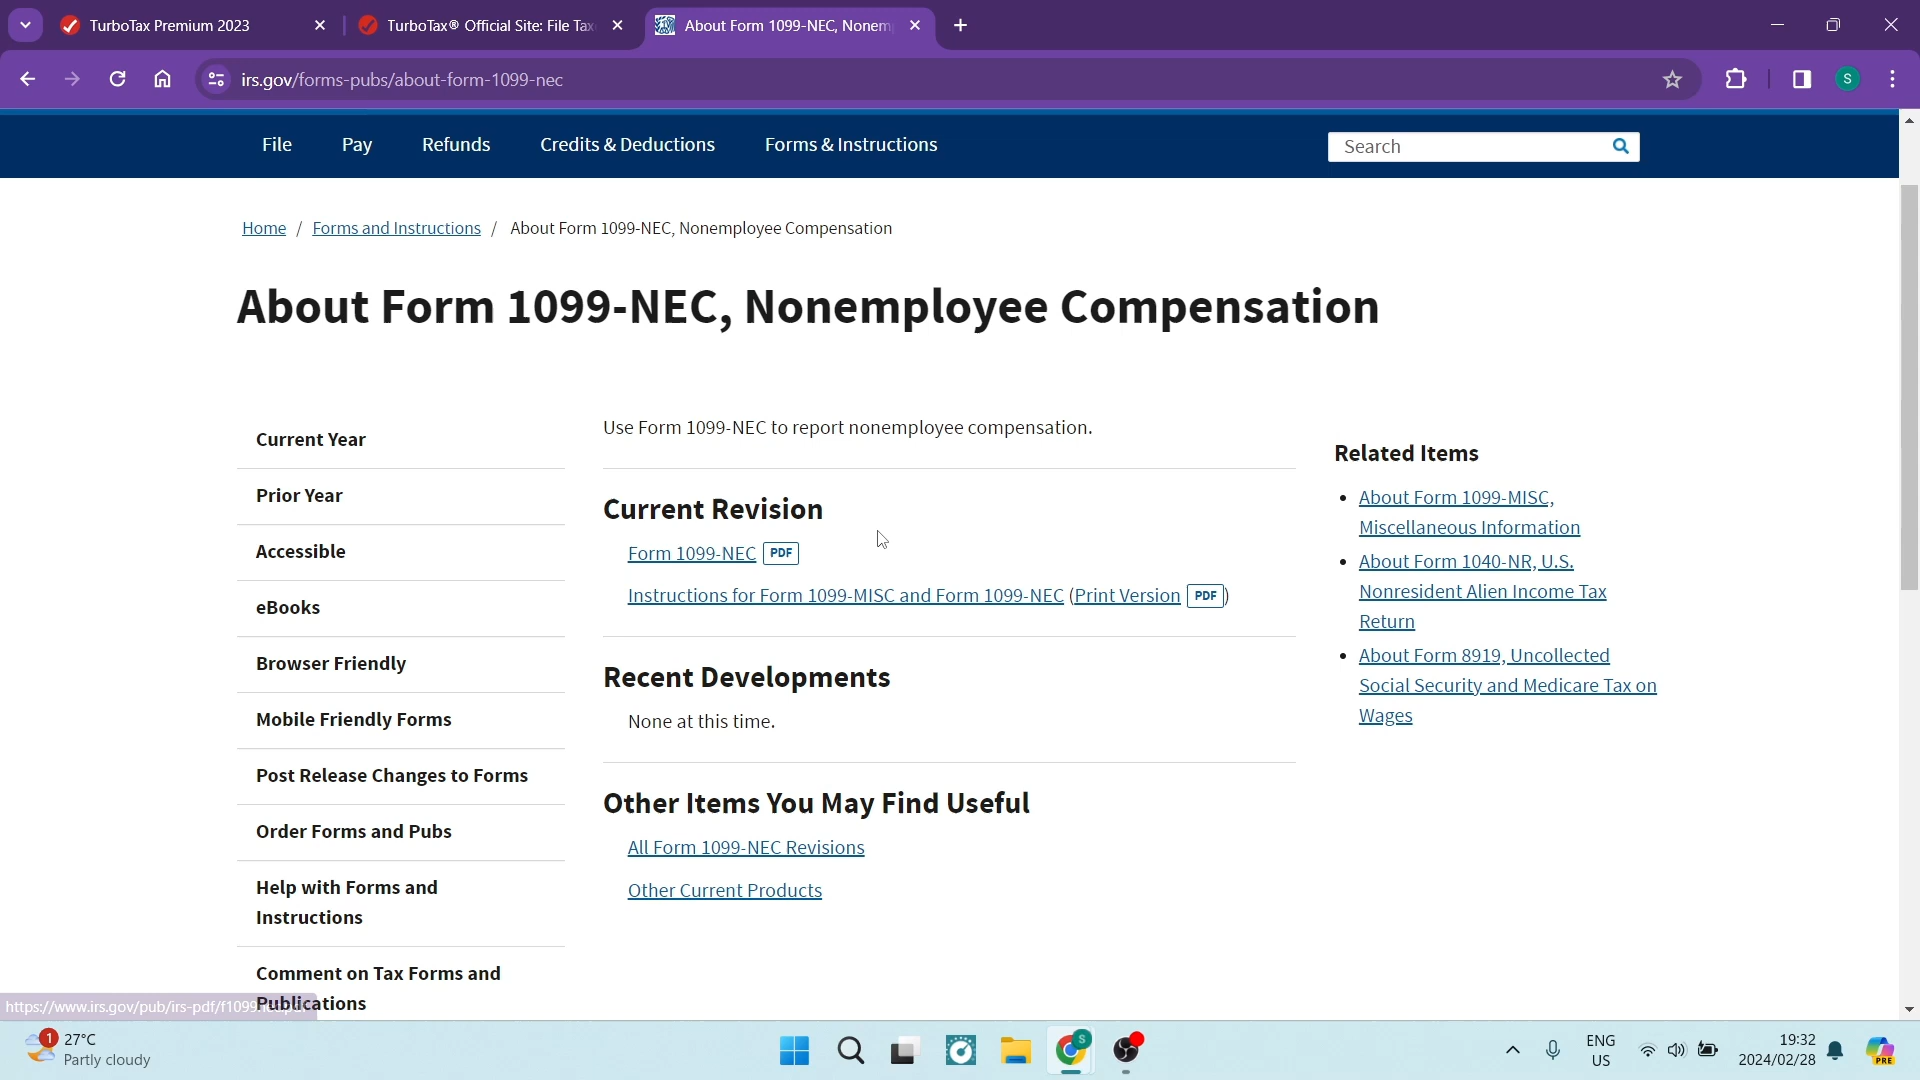 TurboTax Premium 2023
TurboTax® Official Site: File Tax
About Form 1099-NEC, Nonem
irs.gov/forms-pubs/about-form-1099-nec
S
File Pay Refunds Credits & Deductions Forms & Instructions
Search
Home / Forms and Instructions / About Form 1099-NEC, Nonemployee Compensation
About Form 1099-NEC, Nonemployee Compensation
Current Year
Prior Year
Accessible
eBooks
Browser Friendly
Mobile Friendly Forms
Post Release Changes to Forms
Order Forms and Pubs
Help with Forms and
Instructions
Comment on Tax Forms and
Publications
Use Form 1099-NEC to report nonemployee compensation.
Current Revision
Form 1099-NEC PDF
Instructions for Form 1099-MISC and Form 1099-NEC (Print Version PDF)
Recent Developments
None at this time.
Other Items You May Find Useful
All Form 1099-NEC Revisions
Other Current Products
Related Items
About Form 1099-MISC,
Miscellaneous Information
About Form 1040-NR, U.S.
Nonresident Alien Income Tax
Return
About Form 8919, Uncollected
Social Security and Medicare Tax on
Wages
https://www.irs.gov/pub/irs-pdf/f1099
1
27°C
Partly cloudy
S
ENG
US
19:32
2024/02/28
PRE